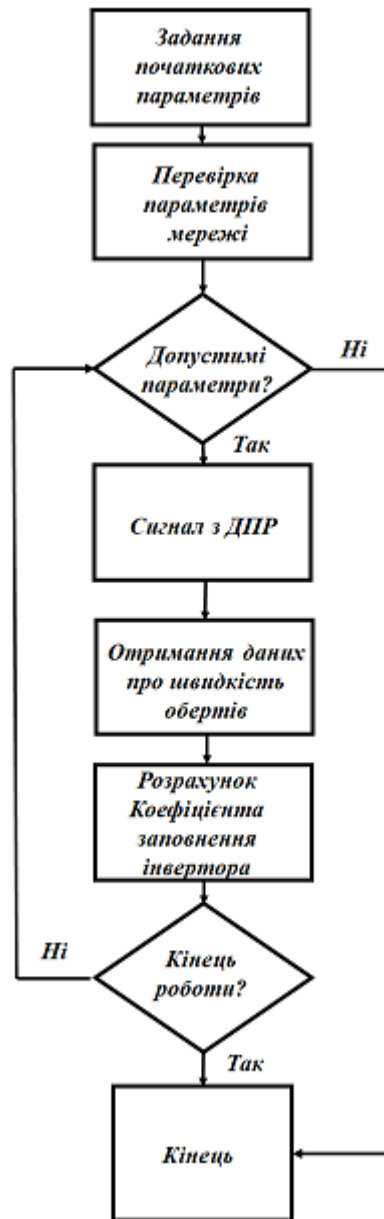 Задання
початкових
параметрів
Перевірка
параметрів
мережі
Допустимі
параметри?
Ні
Так
Сигнал з ДПР
Отримання даних
про швидкість
обертів
Розрахунок
Коефіцієнта
заповнення
інвертора
Ні
Кінець
роботи?
Так
Кінець